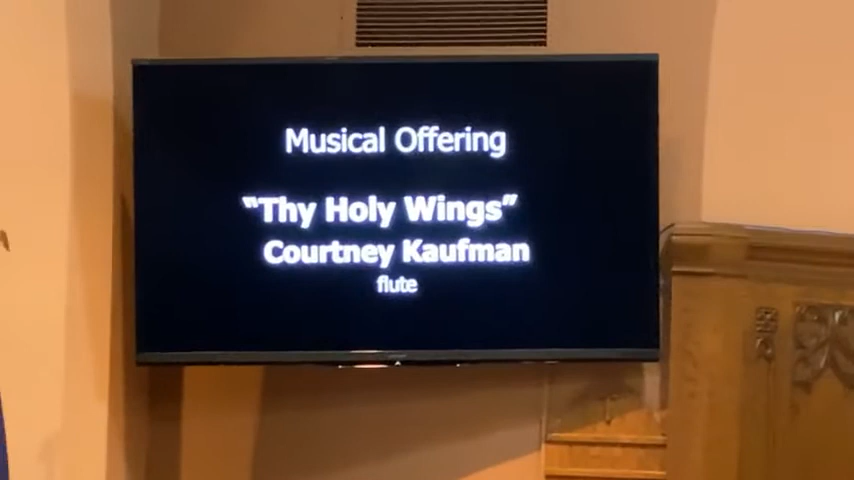 Musical Offering
“Thy Holy Wings”
Courtney Kaufman
flute